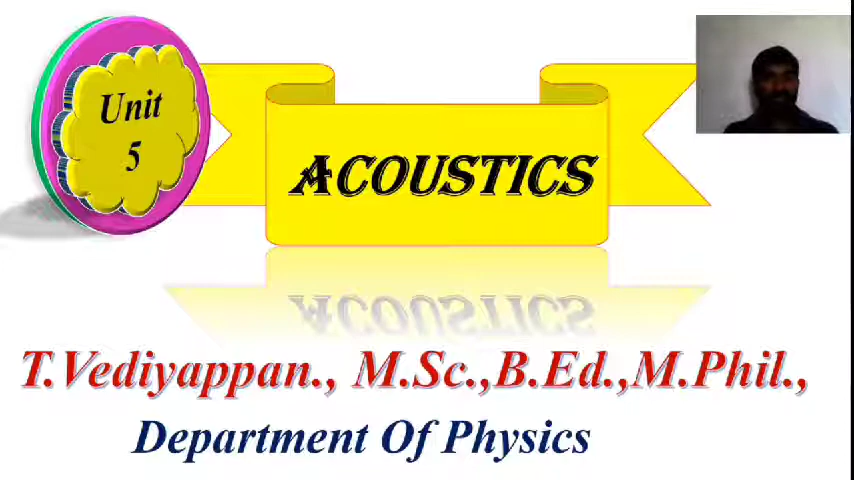 Unit
5
ACOUSTICS
T.Vediyappan., M.Sc.,B.Ed.,M.Phil.,
Department Of Physics